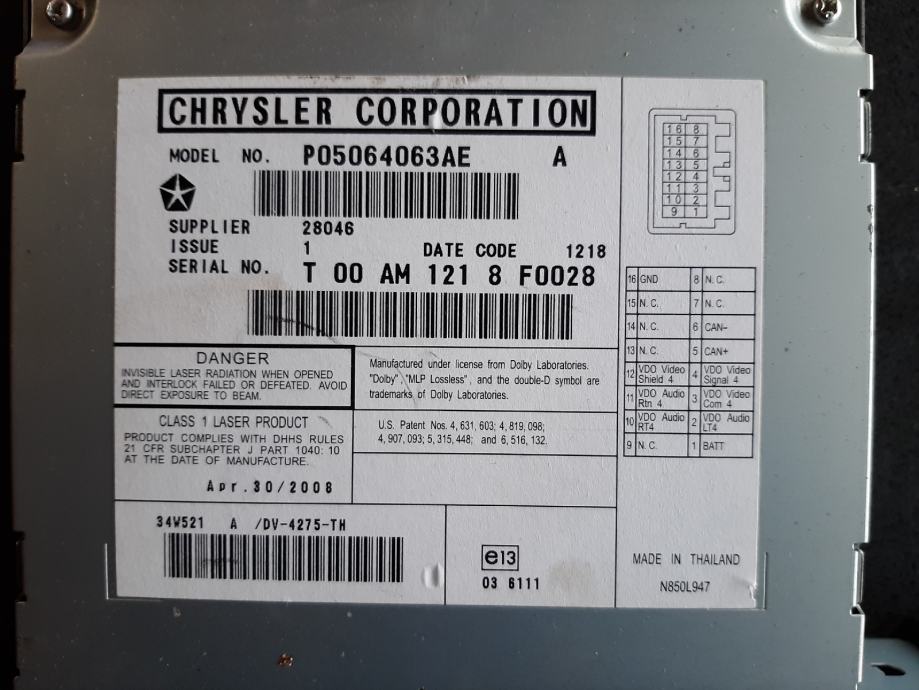 CHRYSLER CORPORATION
MODEL NO. P05064063AE A
SUPPLIER 28046
ISSUE 1 DATE CODE 1218
SERIAL NO. T 00 AM 121 8 F0028
DANGER
INVISIBLE LASER RADIATION WHEN OPENED
AND INTERLOCK FAILED OR DEFEATED. AVOID
DIRECT EXPOSURE TO BEAM.
CLASS 1 LASER PRODUCT
PRODUCT COMPLIES WITH DHHS RULES
21 CFR SUBCHAPTER J PART 1040: 10
AT THE DATE OF MANUFACTURE.
Apr.30/2008
Manufactured under license from Dolby Laboratories.
"Dolby", "MLP Lossless", and the double-D symbol are
trademarks of Dolby Laboratories.
U.S. Patent Nos. 4, 631, 603; 4, 819, 098;
4, 907, 093; 5, 315, 448; and 6, 516, 132.
34W521 A /DV-4275-TH
e13
03 6111
16 8
15 7
14 6
13 5
12 4
11 3
10 2
9 1
16 GND 8 N. C.
15 N. C. 7 N. C.
14 N. C. 6 CAN-
13 N. C. 5 CAN+
12 VDO Video Shield 4 4 VDO Video Signal 4
11 VDO Audio Rtn 4 3 VDO Video Com 4
10 VDO Audio RT4 2 VDO Audio LT4
9 N. C. 1 BATT
MADE IN THAILAND
N850L947